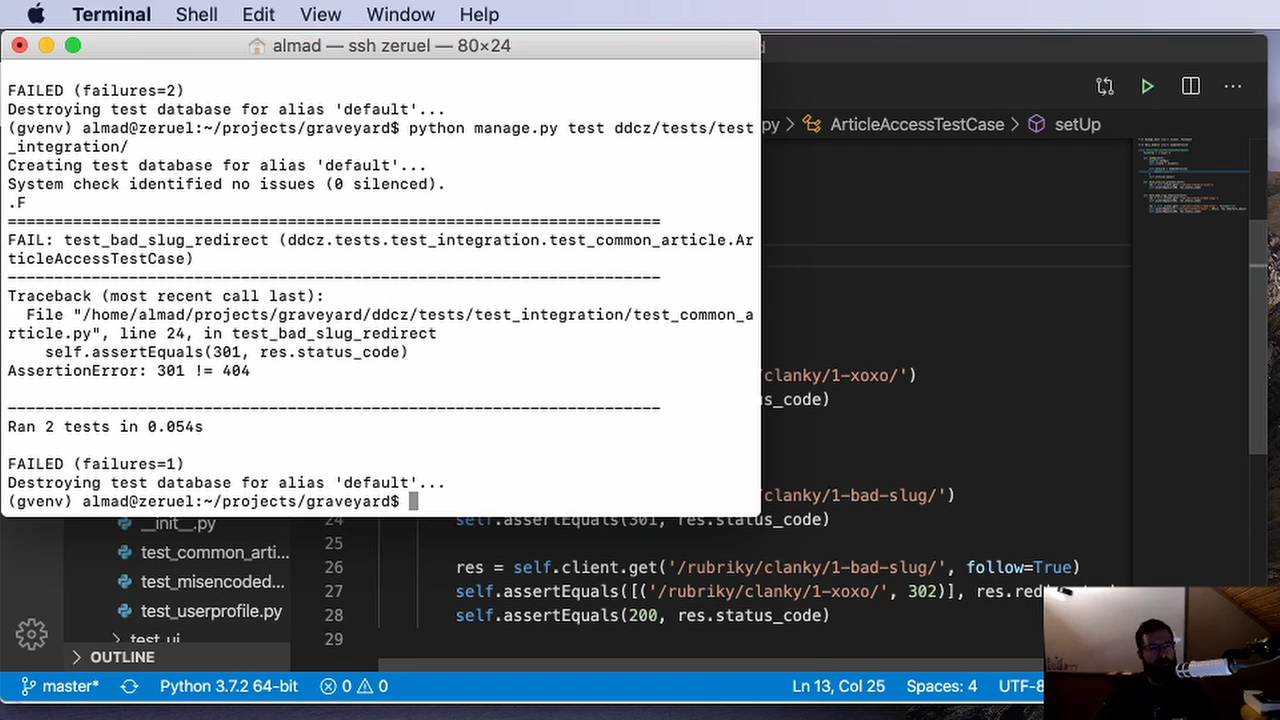 Terminal Shell Edit View Window Help
almad — ssh zeruel — 80×24
FAILED (failures=2)
Destroying test database for alias 'default'...
(gvenv) almad@zeruel:~/projects/graveyard$ python manage.py test ddcz/tests/test
_integration/
Creating test database for alias 'default'...
System check identified no issues (0 silenced).
.F
======================================================================
FAIL: test_bad_slug_redirect (ddcz.tests.test_integration.test_common_article.Ar
ticleAccessTestCase)
----------------------------------------------------------------------
Traceback (most recent call last):
File "/home/almad/projects/graveyard/ddcz/tests/test_integration/test_common_a
rticle.py", line 24, in test_bad_slug_redirect
self.assertEquals(301, res.status_code)
AssertionError: 301 != 404
----------------------------------------------------------------------
Ran 2 tests in 0.054s
FAILED (failures=1)
Destroying test database for alias 'default'...
(gvenv) almad@zeruel:~/projects/graveyard$
py > ArticleAccessTestCase > setUp
clanky/1-xoxo/')
s_code)
clanky/1-bad-slug/')
24 self.assertEquals(301, res.status_code)
25
26 res = self.client.get('/rubriky/clanky/1-bad-slug/', follow=True)
27 self.assertEquals([('/rubriky/clanky/1-xoxo/', 302)], res.red
28 self.assertEquals(200, res.status_code)
29
__init__.py
test_common_arti...
test_misencoded...
test_userprofile.py
test_ui
OUTLINE
master* Python 3.7.2 64-bit 0 0 Ln 13, Col 25 Spaces: 4 UTF-8